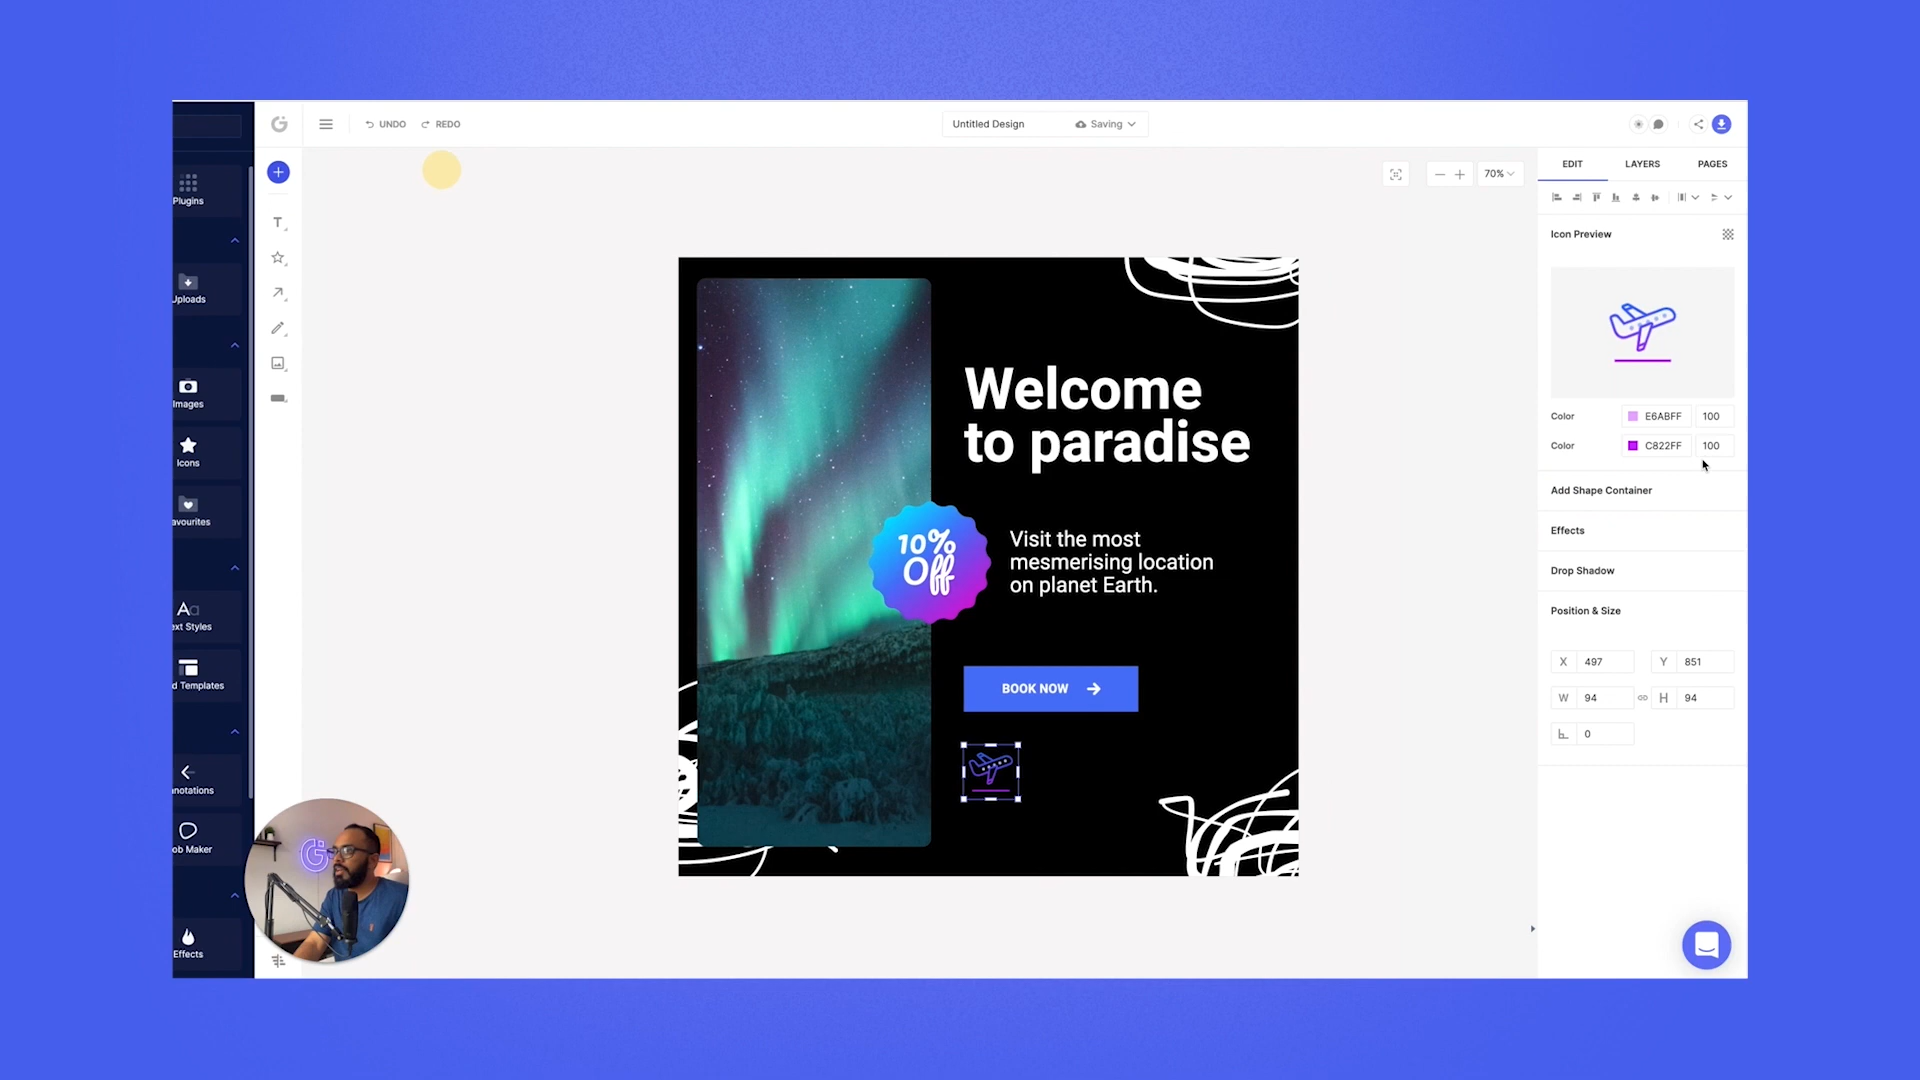 UNDO
REDO
Untitled Design
Saving
70%
EDIT
LAYERS
PAGES
Plugins
Uploads
Images
Icons
avourites
ext Styles
d Templates
nnotations
ob Maker
Effects
T
Welcome
to paradise
10%
Off
Visit the most
mesmerising location
on planet Earth.
BOOK NOW
Icon Preview
Color
E6ABFF
100
Color
C822FF
100
Add Shape Container
Effects
Drop Shadow
Position & Size
X 497
Y 851
W 94
H 94
0